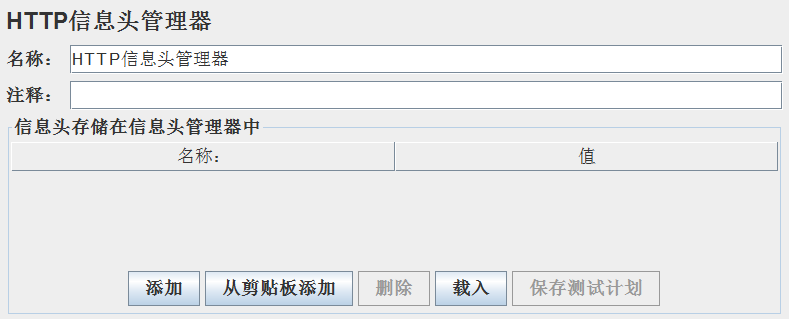 HTTP信息头管理器
名称： HTTP信息头管理器
注释：
信息头存储在信息头管理器中
名称： 值
添加 从剪贴板添加 删除 载入 保存测试计划